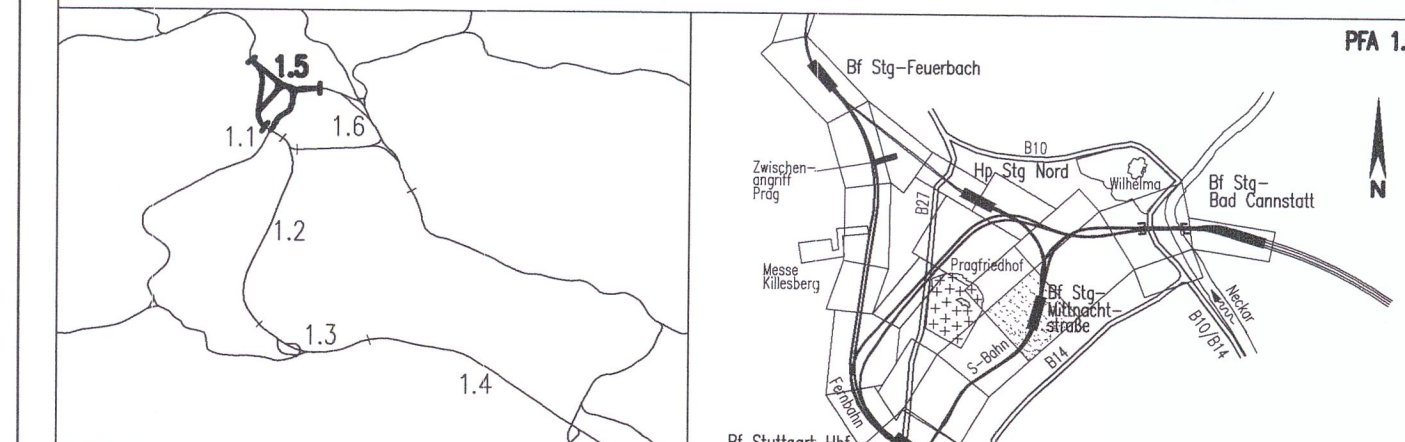 1.5
1.1
1.6
1.2
1.3
1.4
PFA 1.
Bf Stg-Feuerbach
B10
Zwischen-
angriff
Prag
Hp Stg Nord
Wilhelma
Bf Stg-
Bad Cannstatt
N
B27
Messe
Killesberg
Pragfriedhof
Bf Stg-
Mittnacht-
straße
Neckar
B10/B14
S-Bahn
B14
Fernbahn
Bf Stuttgart Hbf